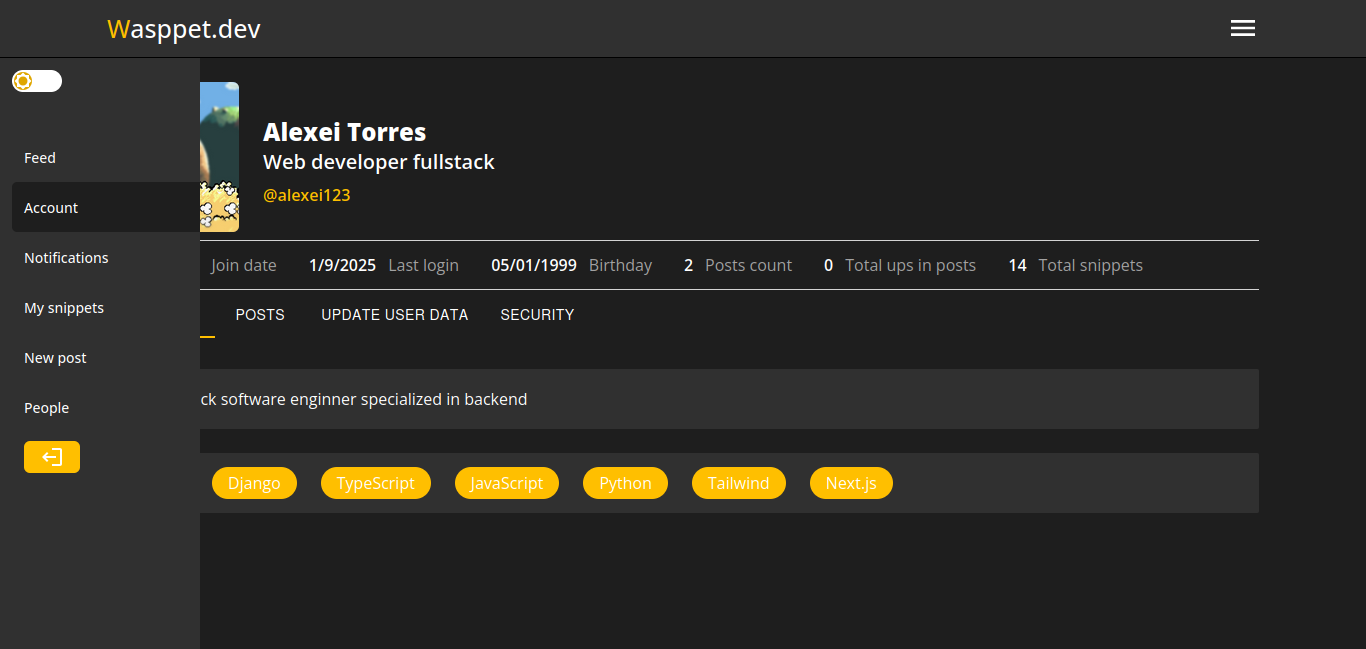 Wasppet.dev
Feed
Account
Notifications
My snippets
New post
People
Alexei Torres
Web developer fullstack
@alexei123
Join date 1/9/2025 Last login 05/01/1999 Birthday 2 Posts count 0 Total ups in posts 14 Total snippets
POSTS UPDATE USER DATA SECURITY
ck software enginner specialized in backend
Django TypeScript JavaScript Python Tailwind Next.js